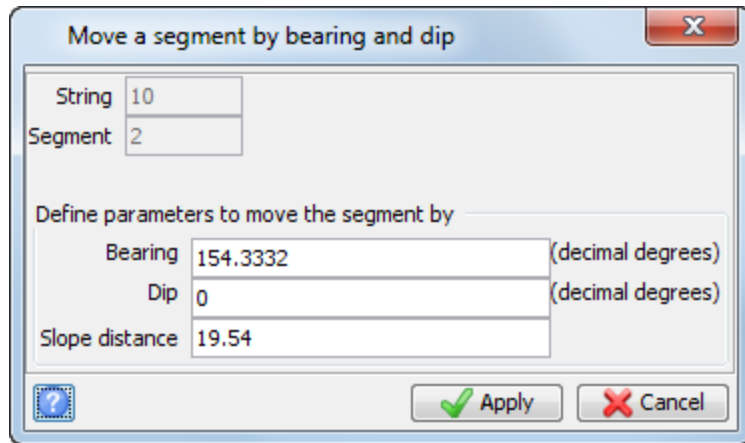 Move a segment by bearing and dip
String 10
Segment 2
Define parameters to move the segment by
Bearing 154.3332 (decimal degrees)
Dip 0 (decimal degrees)
Slope distance 19.54
? Apply Cancel